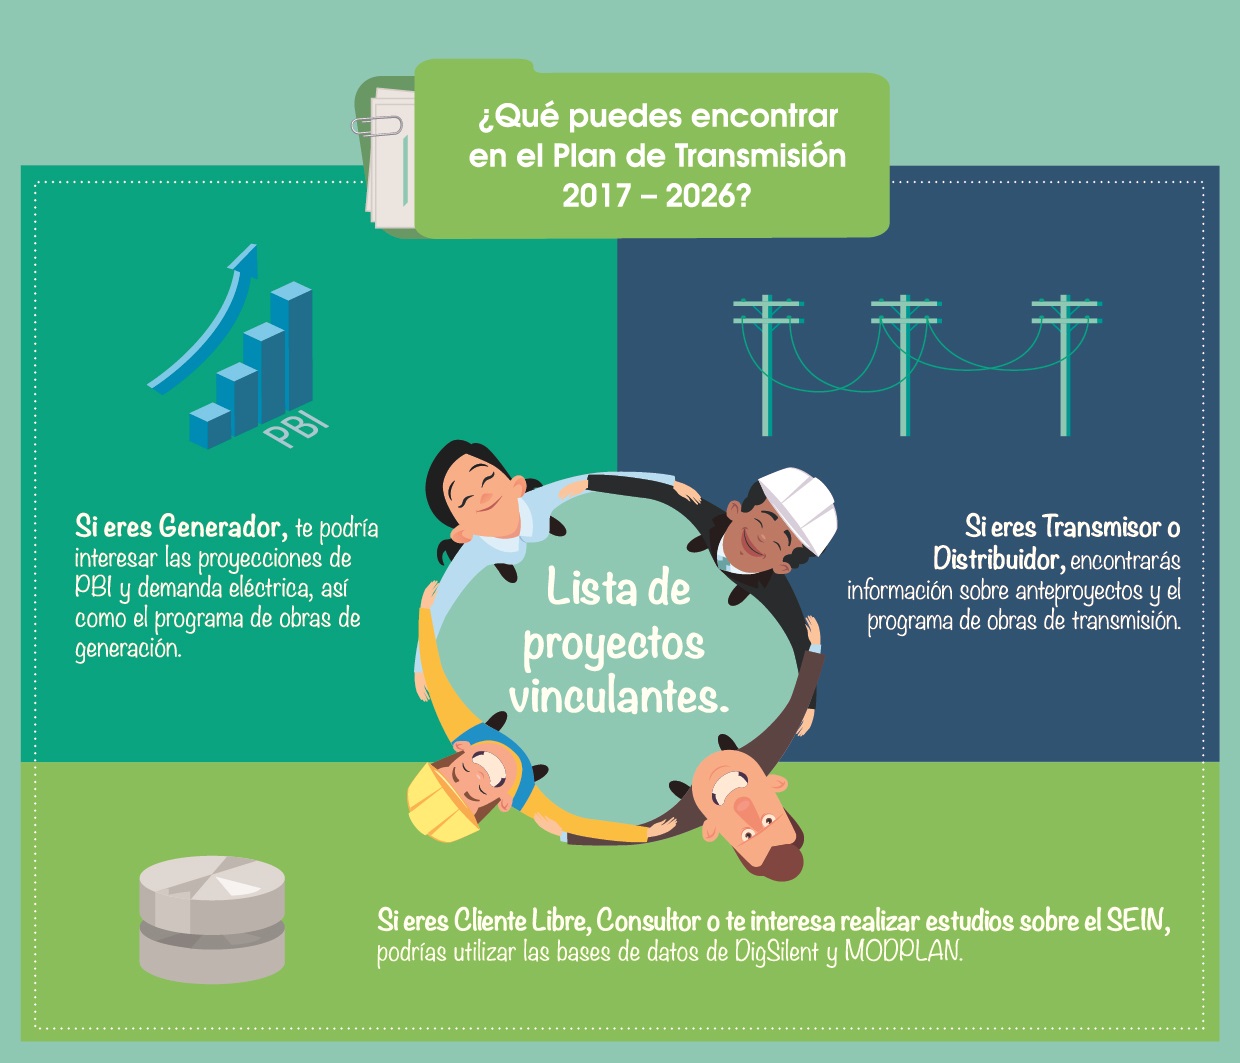 ¿Qué puedes encontrar
en el Plan de Transmisión
2017 – 2026?
PBI
Si eres Generador, te podría
interesar las proyecciones de
PBI y demanda eléctrica, así
como el programa de obras de
generación.
Si eres Transmisor o
Distribuidor, encontrarás
información sobre anteproyectos y el
programa de obras de transmisión.
Lista de
proyectos
vinculantes.
Si eres Cliente Libre, Consultor o te interesa realizar estudios sobre el SEIN,
podrías utilizar las bases de datos de DigSilent y MODPLAN.